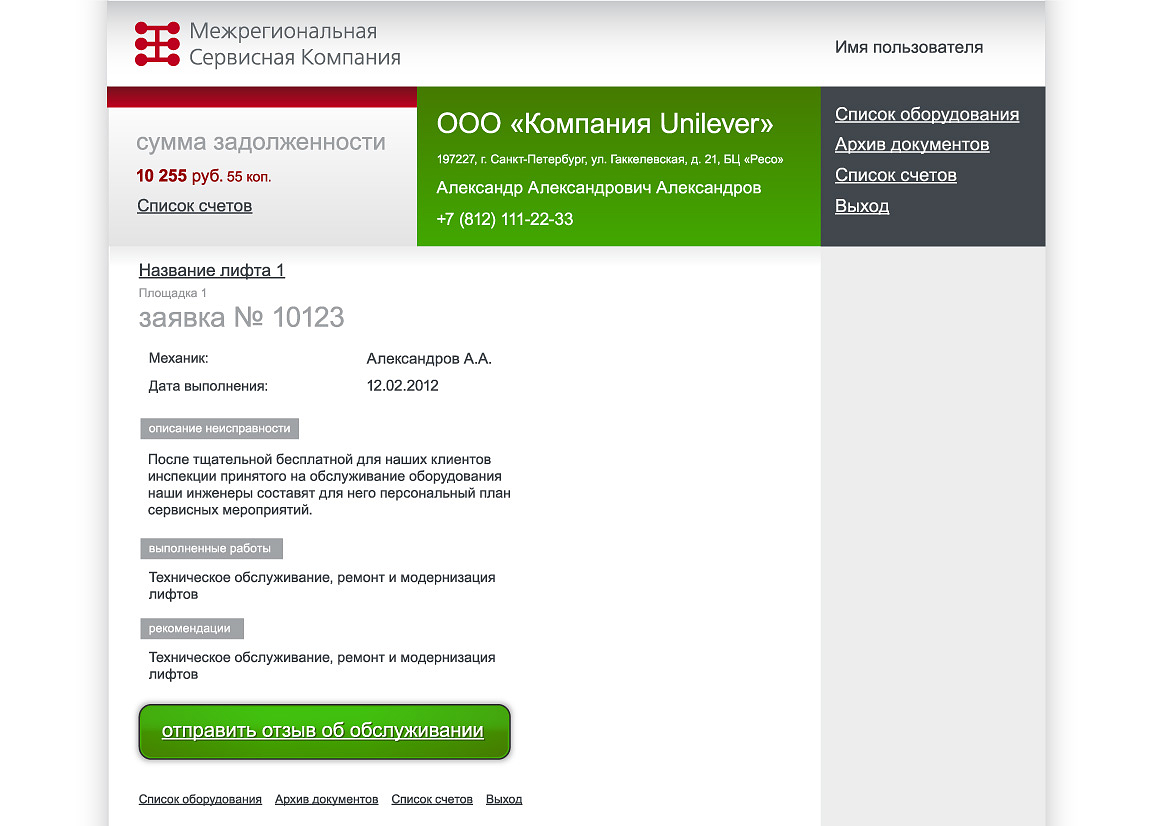 Межрегиональная
Сервисная Компания
Имя пользователя
сумма задолженности
10 255 руб. 55 коп.
Список счетов
ООО «Компания Unilever»
197227, г. Санкт-Петербург, ул. Гаккелевская, д. 21, БЦ «Ресо»
Александр Александрович Александров
+7 (812) 111-22-33
Список оборудования
Архив документов
Список счетов
Выход
Название лифта 1
Площадка 1
заявка № 10123
Механик: Александров А.А.
Дата выполнения: 12.02.2012
описание неисправности
После тщательной бесплатной для наших клиентов
инспекции принятого на обслуживание оборудования
наши инженеры составят для него персональный план
сервисных мероприятий.
выполненные работы
Техническое обслуживание, ремонт и модернизация
лифтов
рекомендации
Техническое обслуживание, ремонт и модернизация
лифтов
отправить отзыв об обслуживании
Список оборудования Архив документов Список счетов Выход